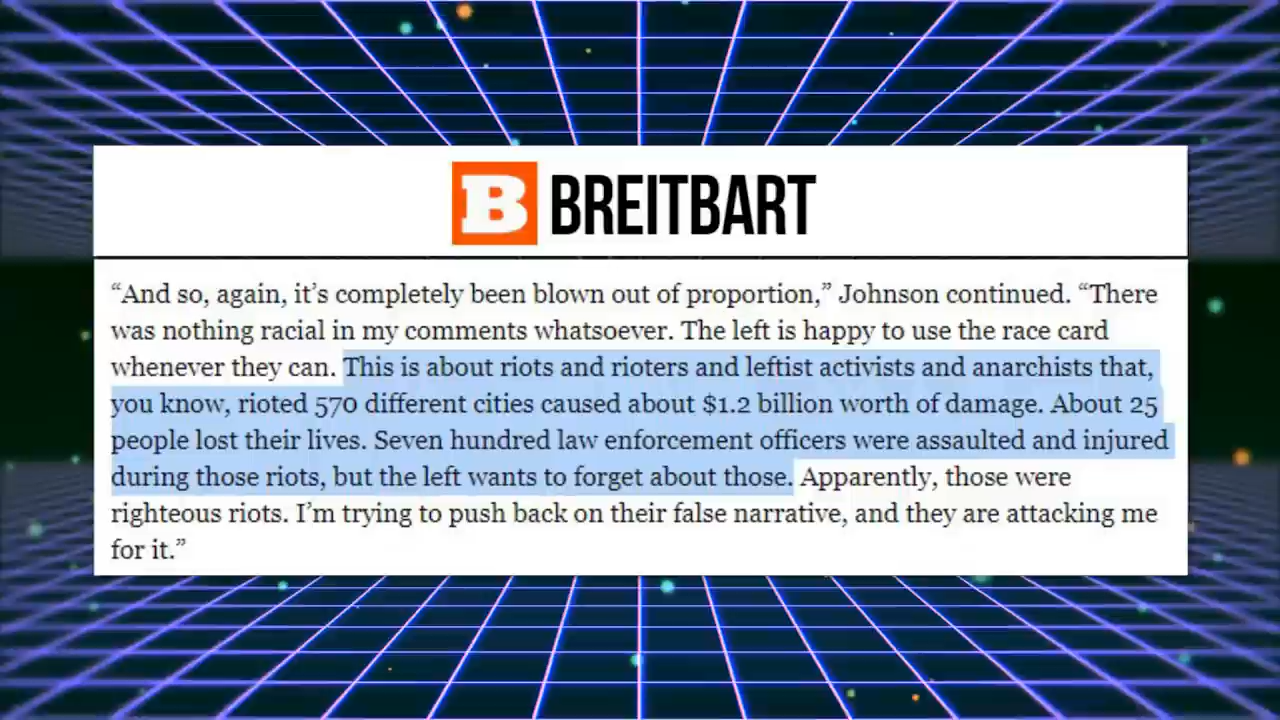 B BREITBART
“And so, again, it’s completely been blown out of proportion,” Johnson continued. “There
was nothing racial in my comments whatsoever. The left is happy to use the race card
whenever they can. This is about riots and rioters and leftist activists and anarchists that,
you know, rioted 570 different cities caused about $1.2 billion worth of damage. About 25
people lost their lives. Seven hundred law enforcement officers were assaulted and injured
during those riots, but the left wants to forget about those. Apparently, those were
righteous riots. I’m trying to push back on their false narrative, and they are attacking me
for it.”